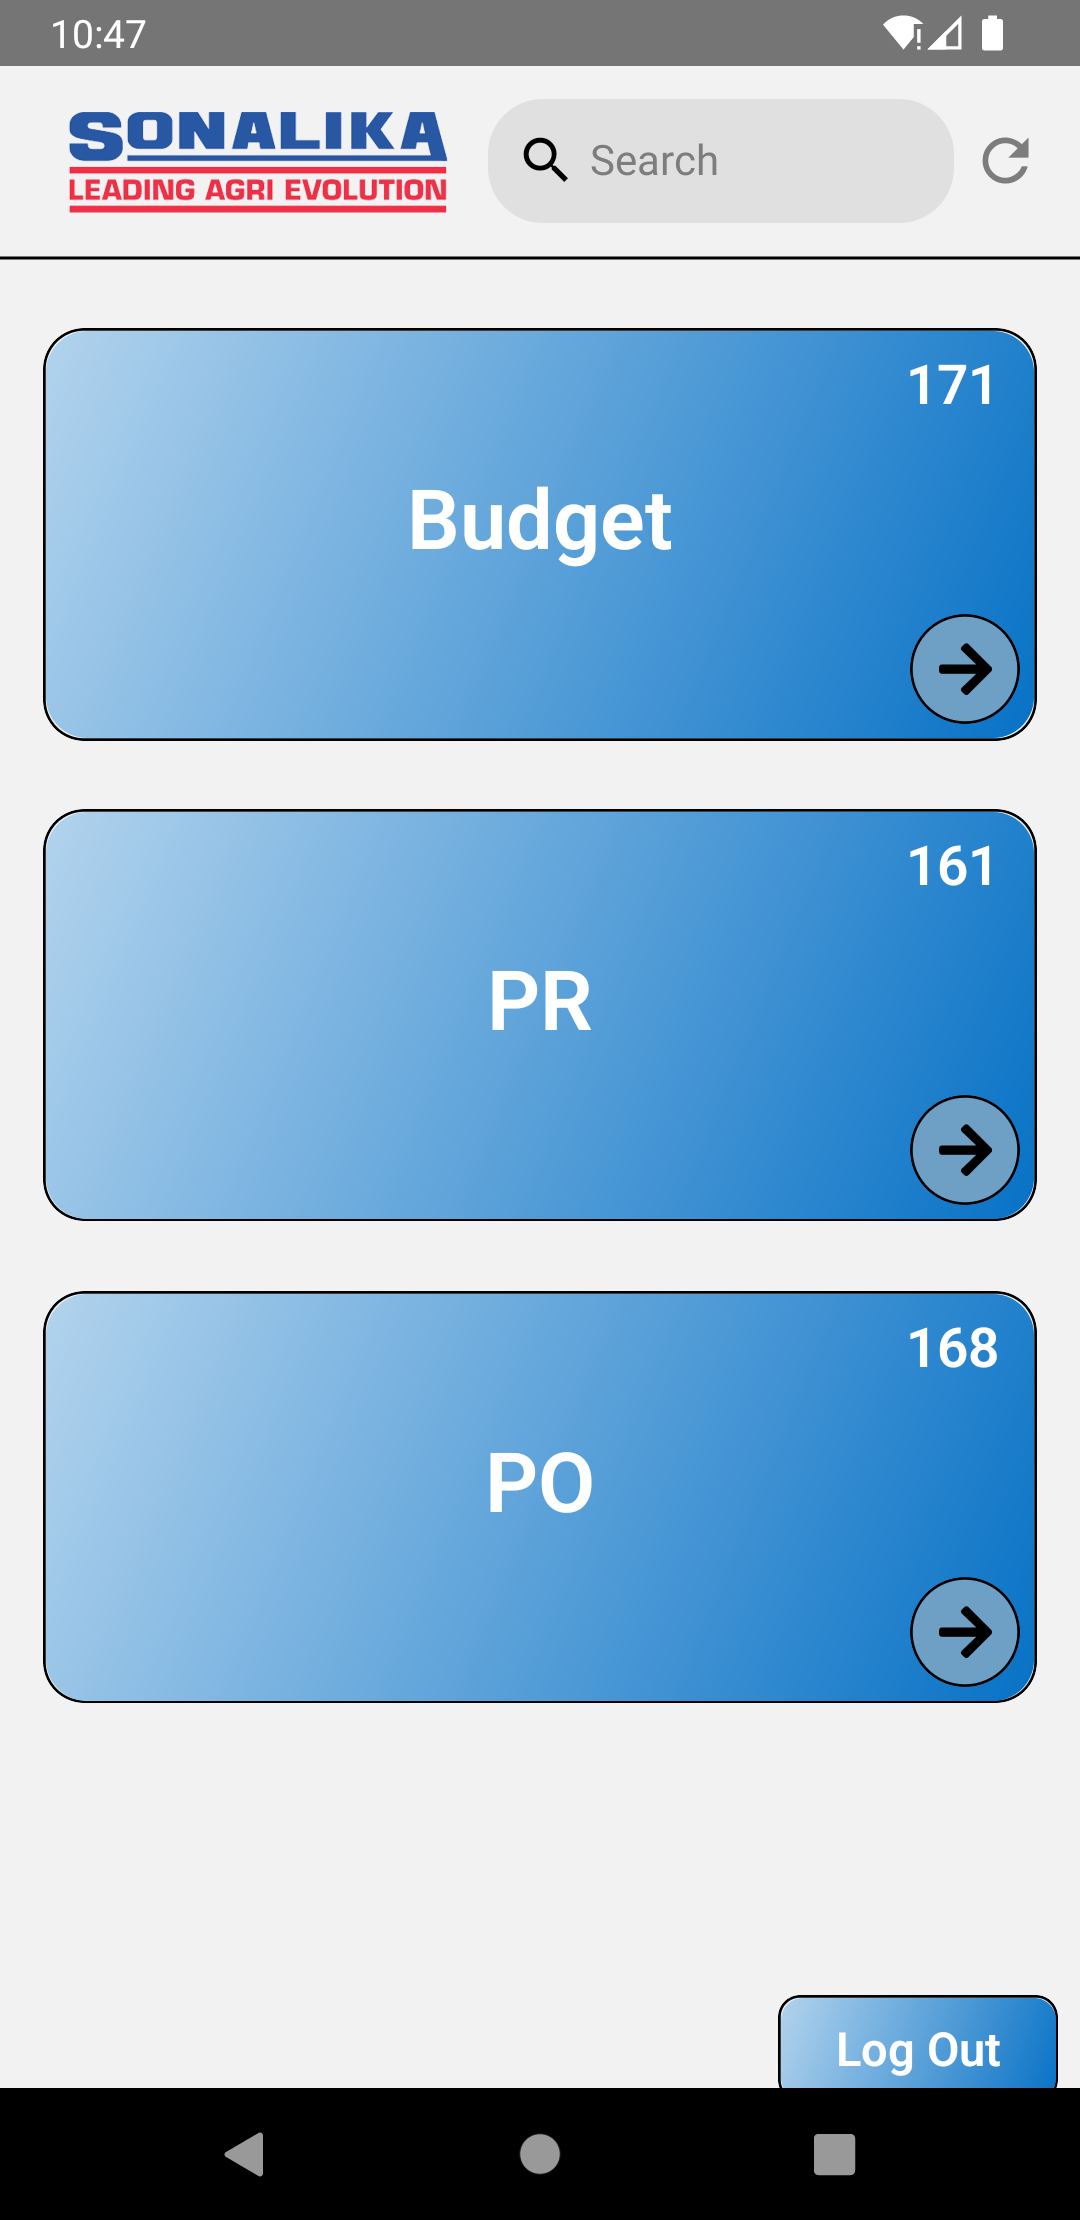 10:47
SONALIKA
LEADING AGRI EVOLUTION
Search
171
Budget
161
PR
168
PO
Log Out